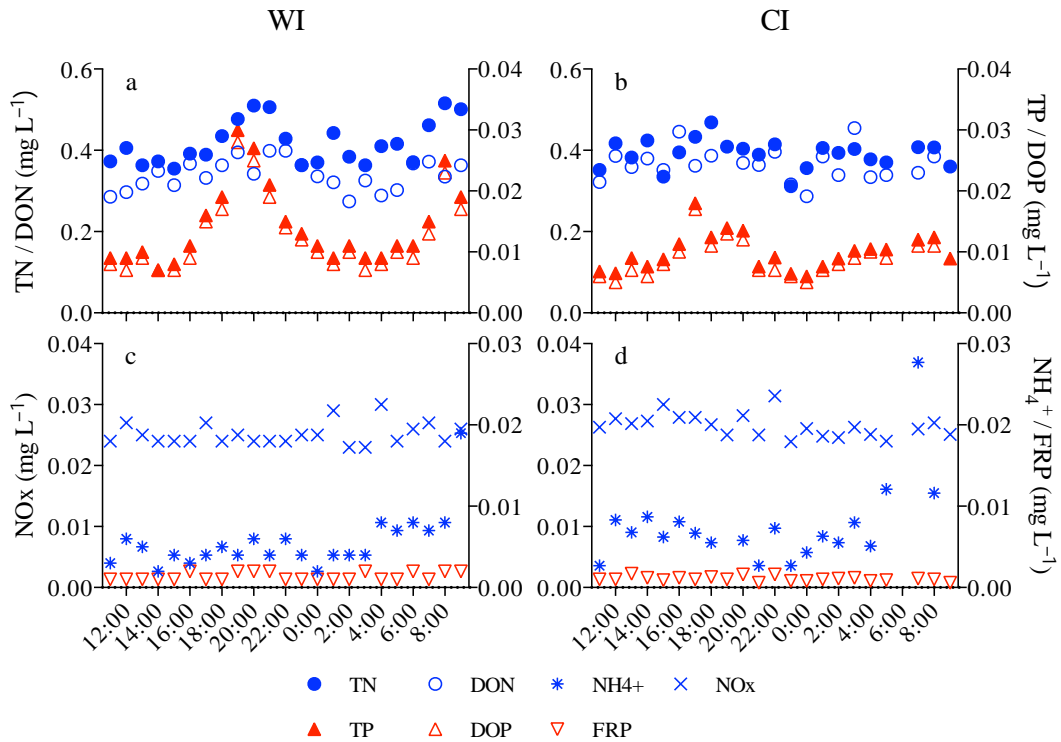 WI
CI
a
b
0.6
0.4
0.2
0.0
TN / DON (mg L⁻¹)
0.04
0.03
0.02
0.01
0.00
0.6
0.4
0.2
0.0
0.04
0.03
0.02
0.01
0.00
TP / DOP (mg L⁻¹)
c
d
0.04
0.03
0.02
0.01
0.00
NOx (mg L⁻¹)
0.03
0.02
0.01
0.00
0.04
0.03
0.02
0.01
0.00
0.03
0.02
0.01
0.00
NH₄⁺ / FRP (mg L⁻¹)
12:00 14:00 16:00 18:00 20:00 22:00 0:00 2:00 4:00 6:00 8:00
12:00 14:00 16:00 18:00 20:00 22:00 0:00 2:00 4:00 6:00 8:00
TN DON NH4+ NOx
TP DOP FRP